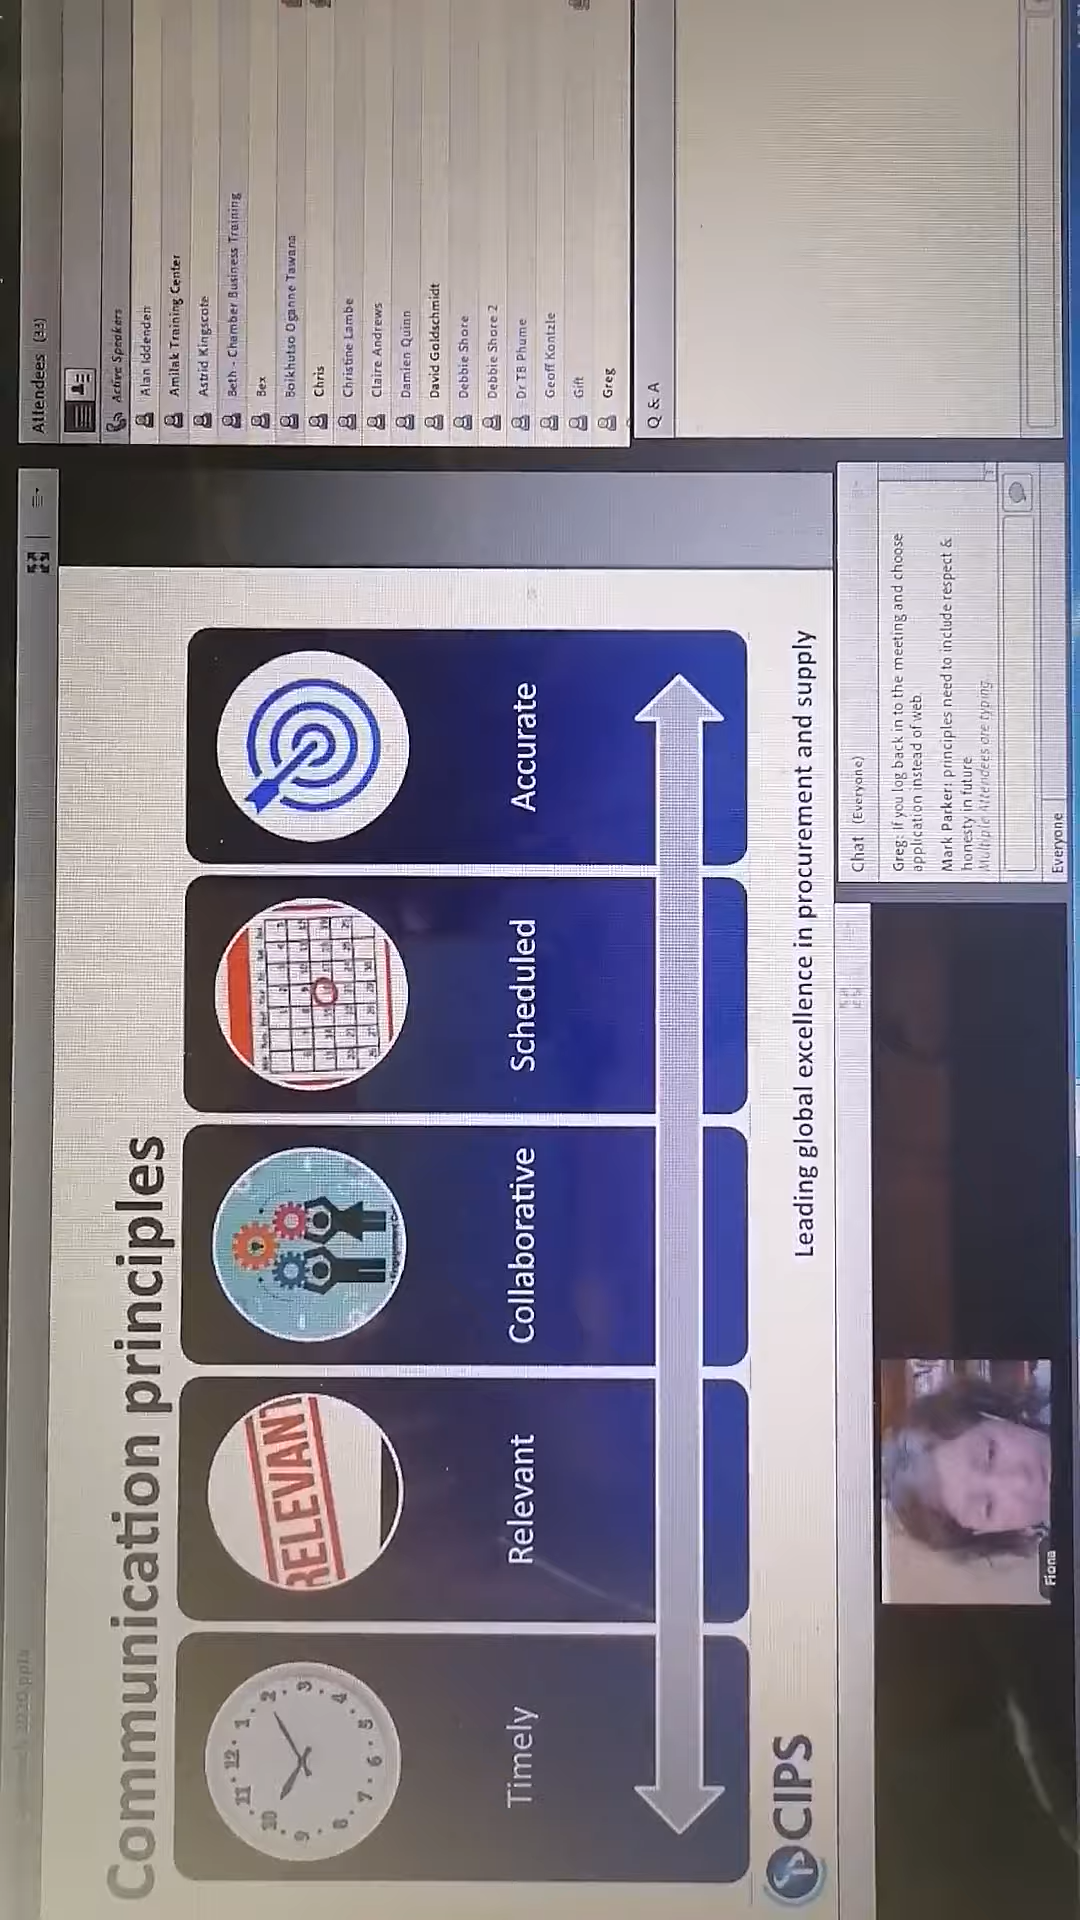 Communication principles
RELEVANT
Timely
Relevant
Collaborative
Scheduled
Accurate
CIPS
Leading global excellence in procurement and supply
Attendees (33)
Active Speakers
Alan Iddenden
Amilak Training Center
Astrid Kingscote
Beth - Chamber Business Training
Bex
Boikhutso Oganne Tawana
Chris
Christine Lambe
Claire Andrews
Damien Quinn
David Goldschmidt
Debbie Shore
Debbie Shore 2
Dr TB Phume
Geoff Kontzle
Gift
Greg
Q & A
Fiona
Chat (Everyone)
Greg: If you log back in to the meeting and choose
application instead of web.
Mark Parker: principles need to include respect &
honesty in future
Multiple Attendees are typing
Everyone